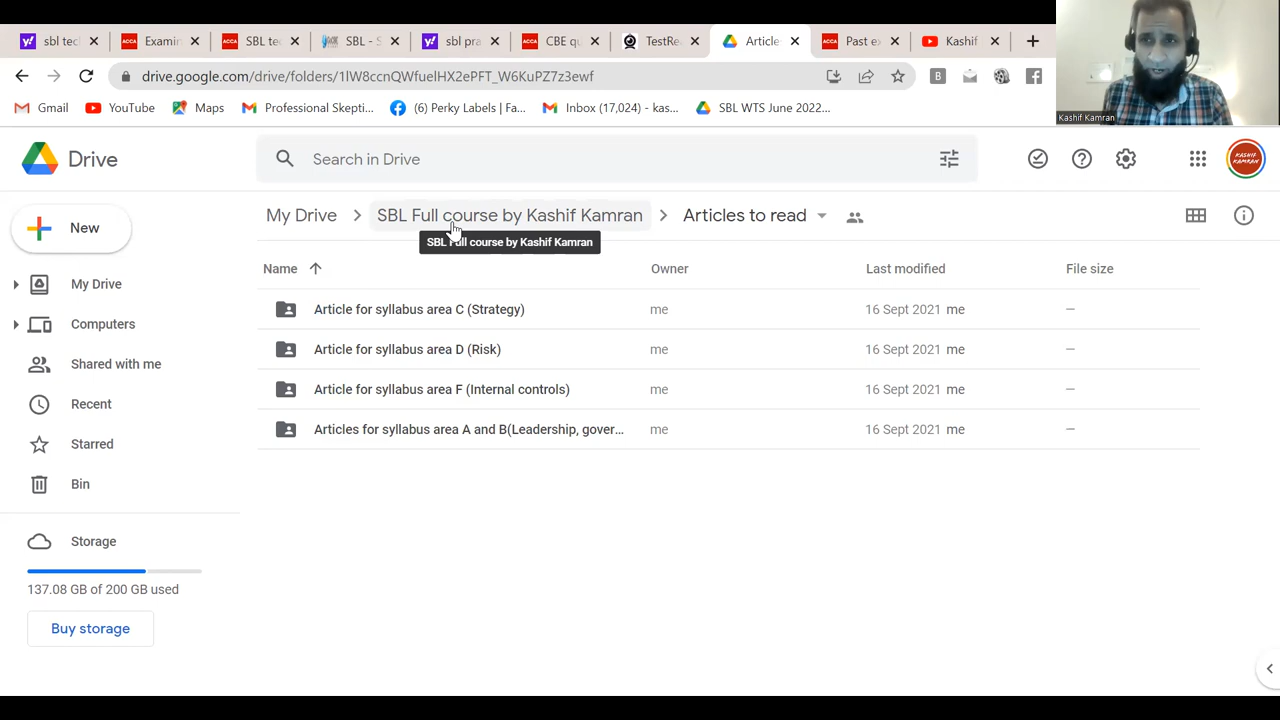 sbl tec
Examin
SBL tec
SBL - S
sbl pra
CBE qu
TestRe
Article
Past ex
Kashif
drive.google.com/drive/folders/1lW8ccnQWfuelHX2ePFT_W6KuPZ7z3ewf
Gmail
YouTube
Maps
Professional Skepti...
(6) Perky Labels | Fa...
Inbox (17,024) - kas...
SBL WTS June 2022...
Kashif Kamran
Drive
Search in Drive
KASHIF KAMRAN
New
My Drive > SBL Full course by Kashif Kamran > Articles to read
SBL Full course by Kashif Kamran
Name Owner Last modified File size
Article for syllabus area C (Strategy) me 16 Sept 2021 me —
Article for syllabus area D (Risk) me 16 Sept 2021 me —
Article for syllabus area F (Internal controls) me 16 Sept 2021 me —
Articles for syllabus area A and B(Leadership, gover... me 16 Sept 2021 me —
My Drive
Computers
Shared with me
Recent
Starred
Bin
Storage
137.08 GB of 200 GB used
Buy storage